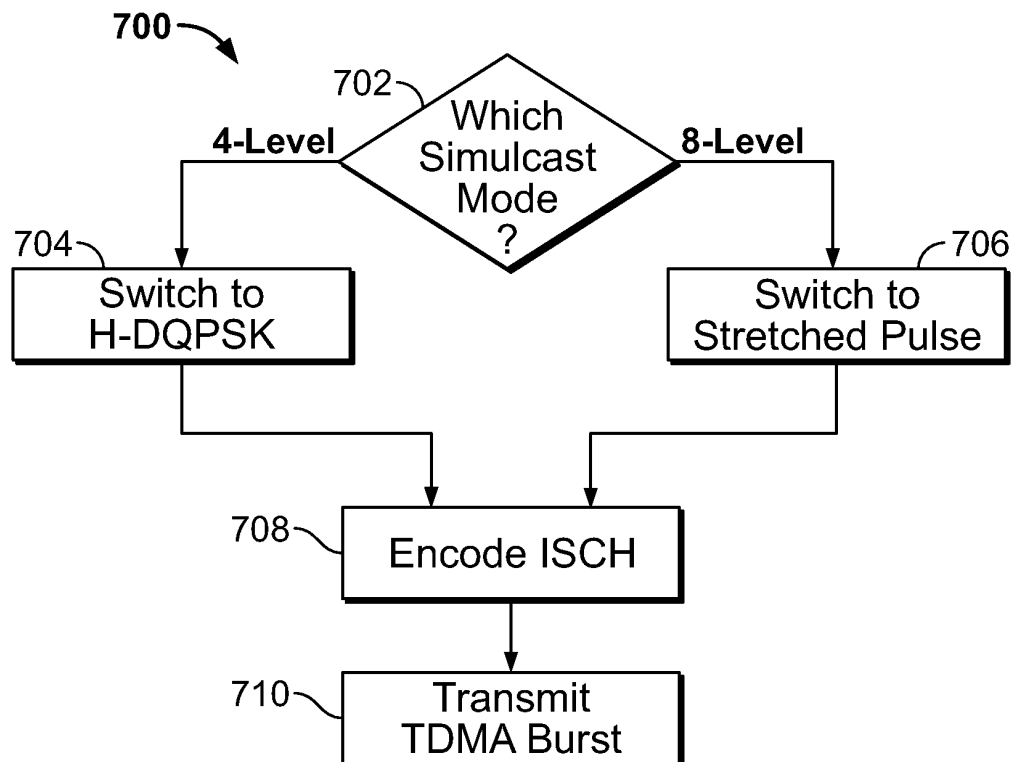 700
702
Which
Simulcast
Mode
?
4-Level
8-Level
704
Switch to
H-DQPSK
706
Switch to
Stretched Pulse
708
Encode ISCH
710
Transmit
TDMA Burst